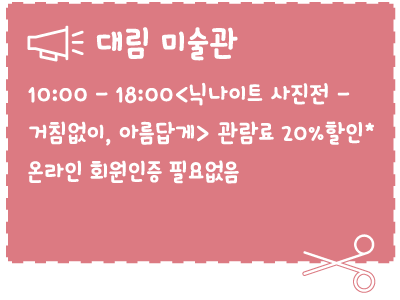 대림 미술관
10:00 - 18:00<닉나이트 사진전 -
거침없이, 아름답게> 관람료 20%할인*
온라인 회원인증 필요없음